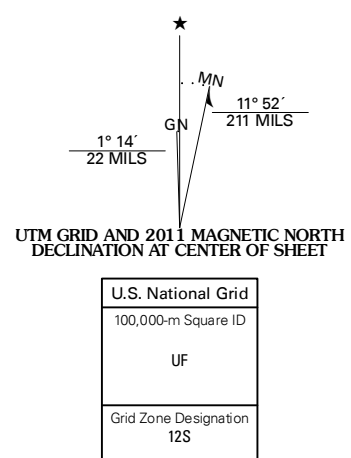 ★
MN
11° 52´
211 MILS
GN
1° 14´
22 MILS
UTM GRID AND 2011 MAGNETIC NORTH
DECLINATION AT CENTER OF SHEET
U.S. National Grid
100,000-m Square ID
UF
Grid Zone Designation
12S